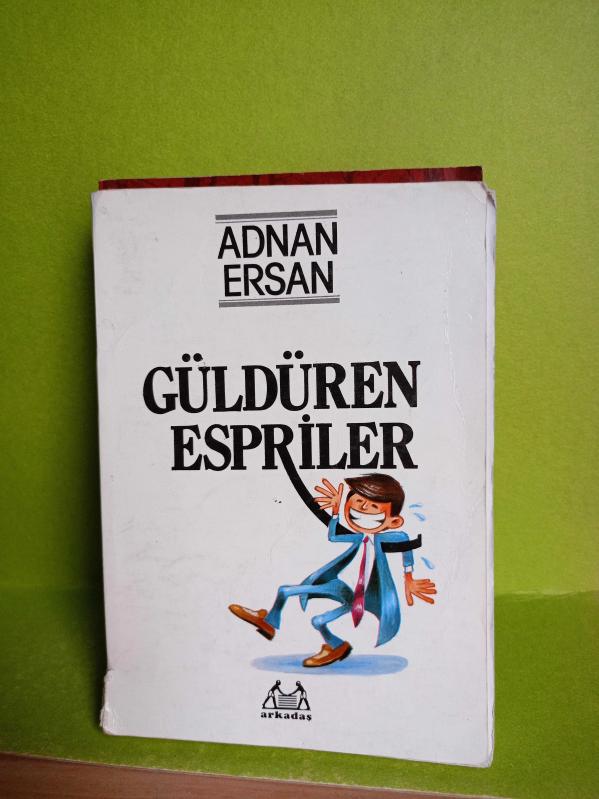 ADNAN
ERSAN
GÜLDÜREN
ESPRİLER
arkadaş